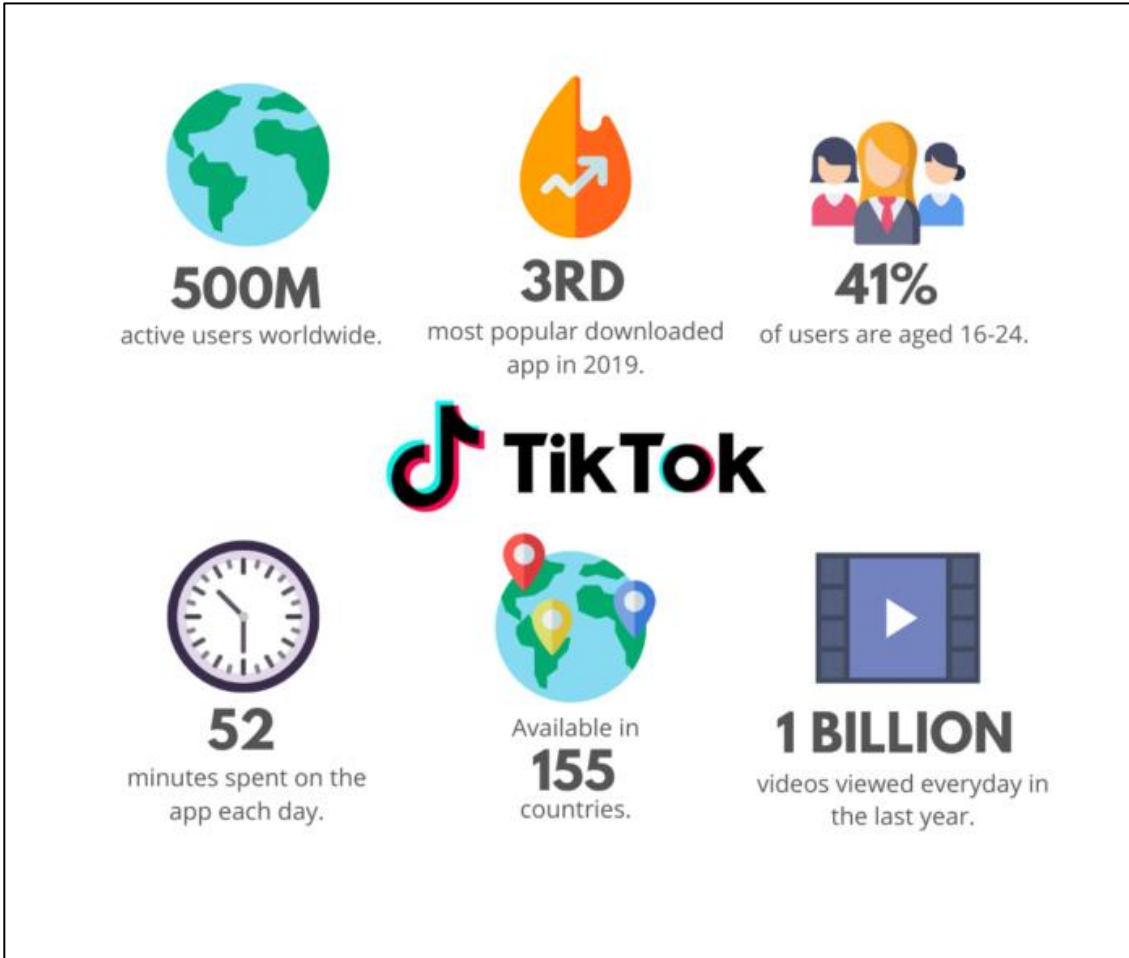 500M
active users worldwide.
3RD
most popular downloaded
app in 2019.
41%
of users are aged 16-24.
TikTok
52
minutes spent on the
app each day.
Available in
155
countries.
1 BILLION
videos viewed everyday in
the last year.